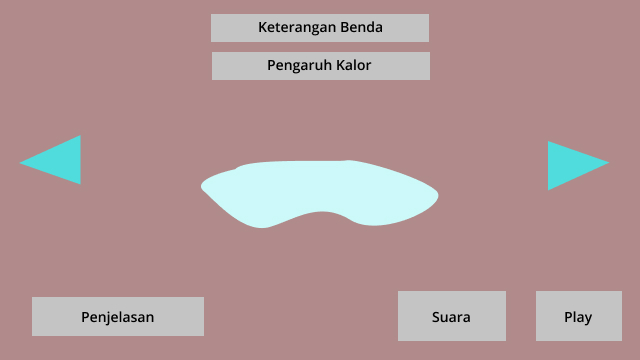 Keterangan Benda
Pengaruh Kalor
Penjelasan
Suara
Play